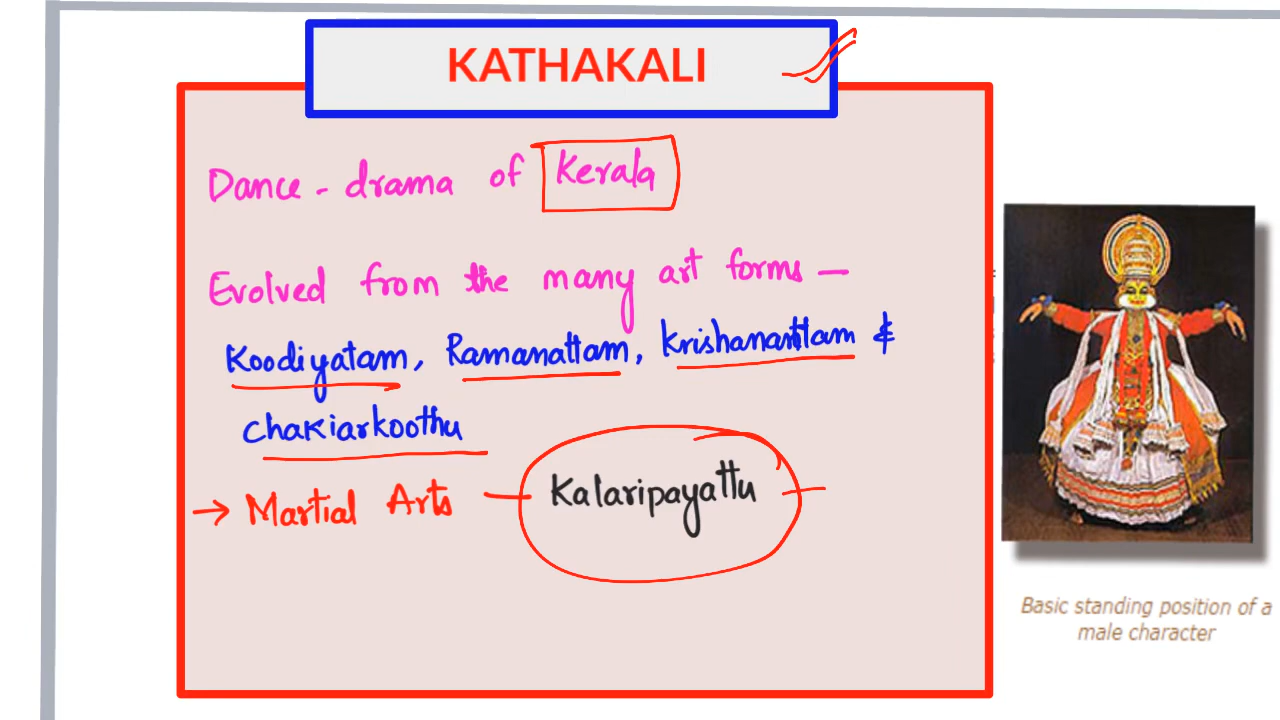 KATHAKALI
Dance - drama of Kerala
Evolved from the many art forms —
Koodiyatam, Ramanattam, Krishnanattam &
Chakiarkoothu
→ Martial Arts — Kalaripayattu —
Basic standing position of a
male character